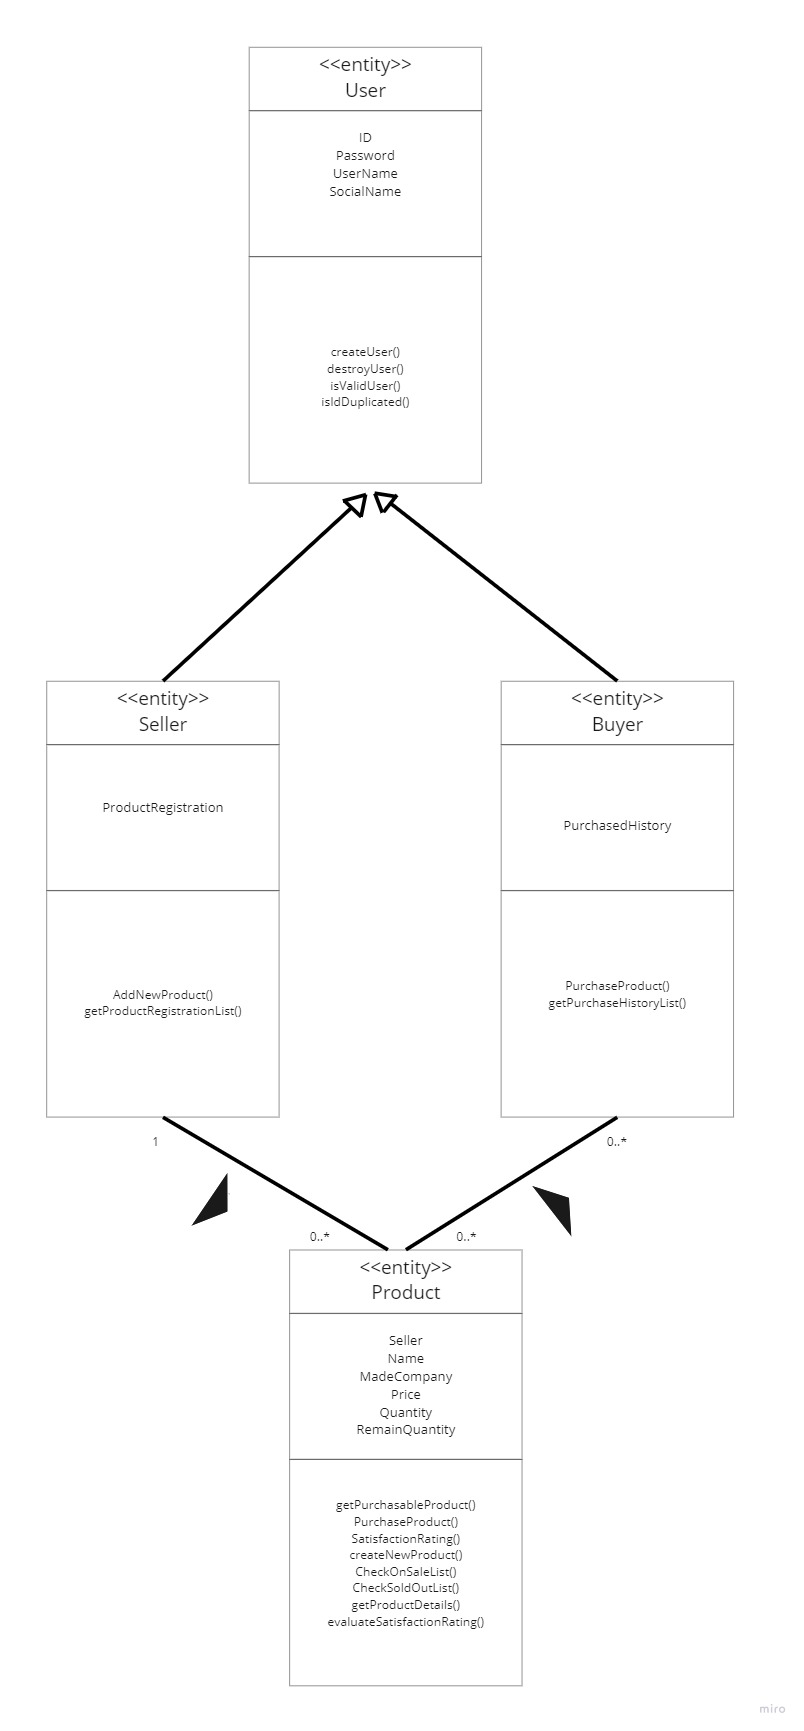 <<entity>>
User
ID
Password
UserName
SocialName
createUser()
destroyUser()
isValidUser()
isIdDuplicated()
<<entity>>
Seller
ProductRegistration
AddNewProduct()
getProductRegistrationList()
<<entity>>
Buyer
PurchasedHistory
PurchaseProduct()
getPurchaseHistoryList()
1
0..*
0..*
0..*
<<entity>>
Product
Seller
Name
MadeCompany
Price
Quantity
RemainQuantity
getPurchasableProduct()
PurchaseProduct()
SatisfactionRating()
createNewProduct()
CheckOnSaleList()
CheckSoldOutList()
getProductDetails()
evaluateSatisfactionRating()
miro